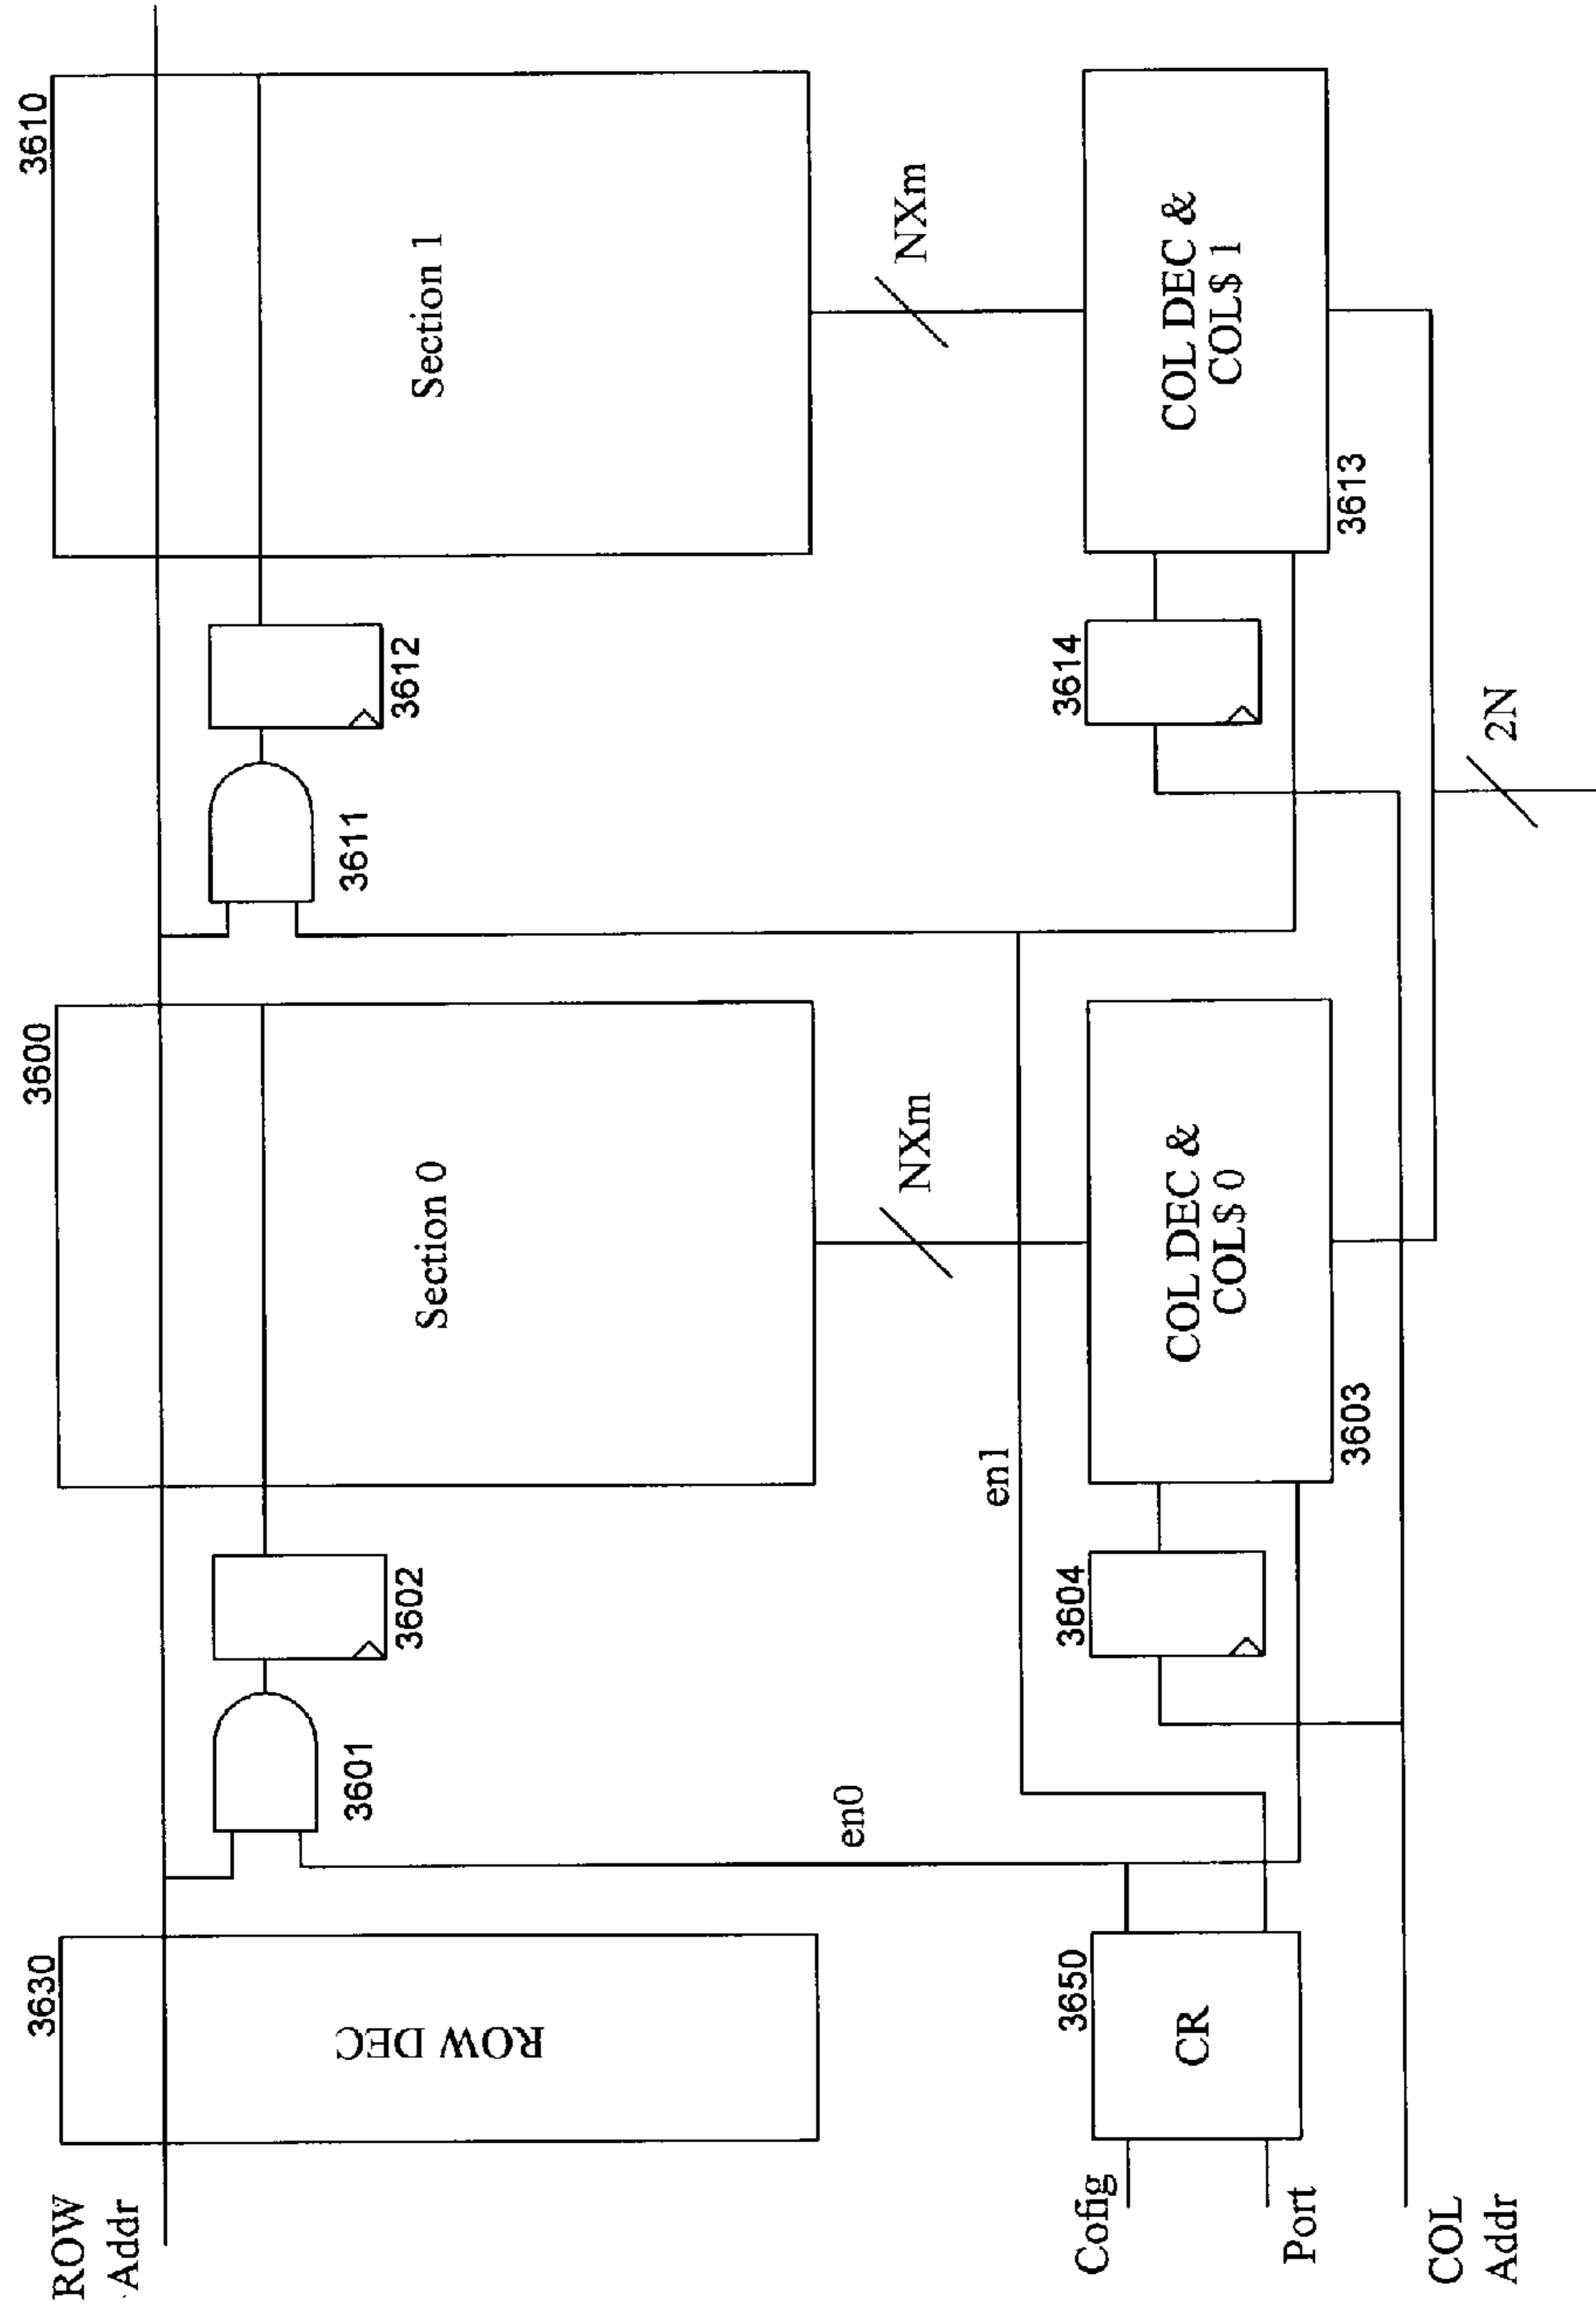 ROW
Addr
3630
ROW DEC
3601
3602
3600
Section 0
3611
3612
3610
Section 1
en0
NXm
NXm
en1
Cofig
Port
3650
CR
3604
COL DEC &
COL$ 0
3603
3614
COL DEC &
COL$ 1
3613
COL
Addr
2N